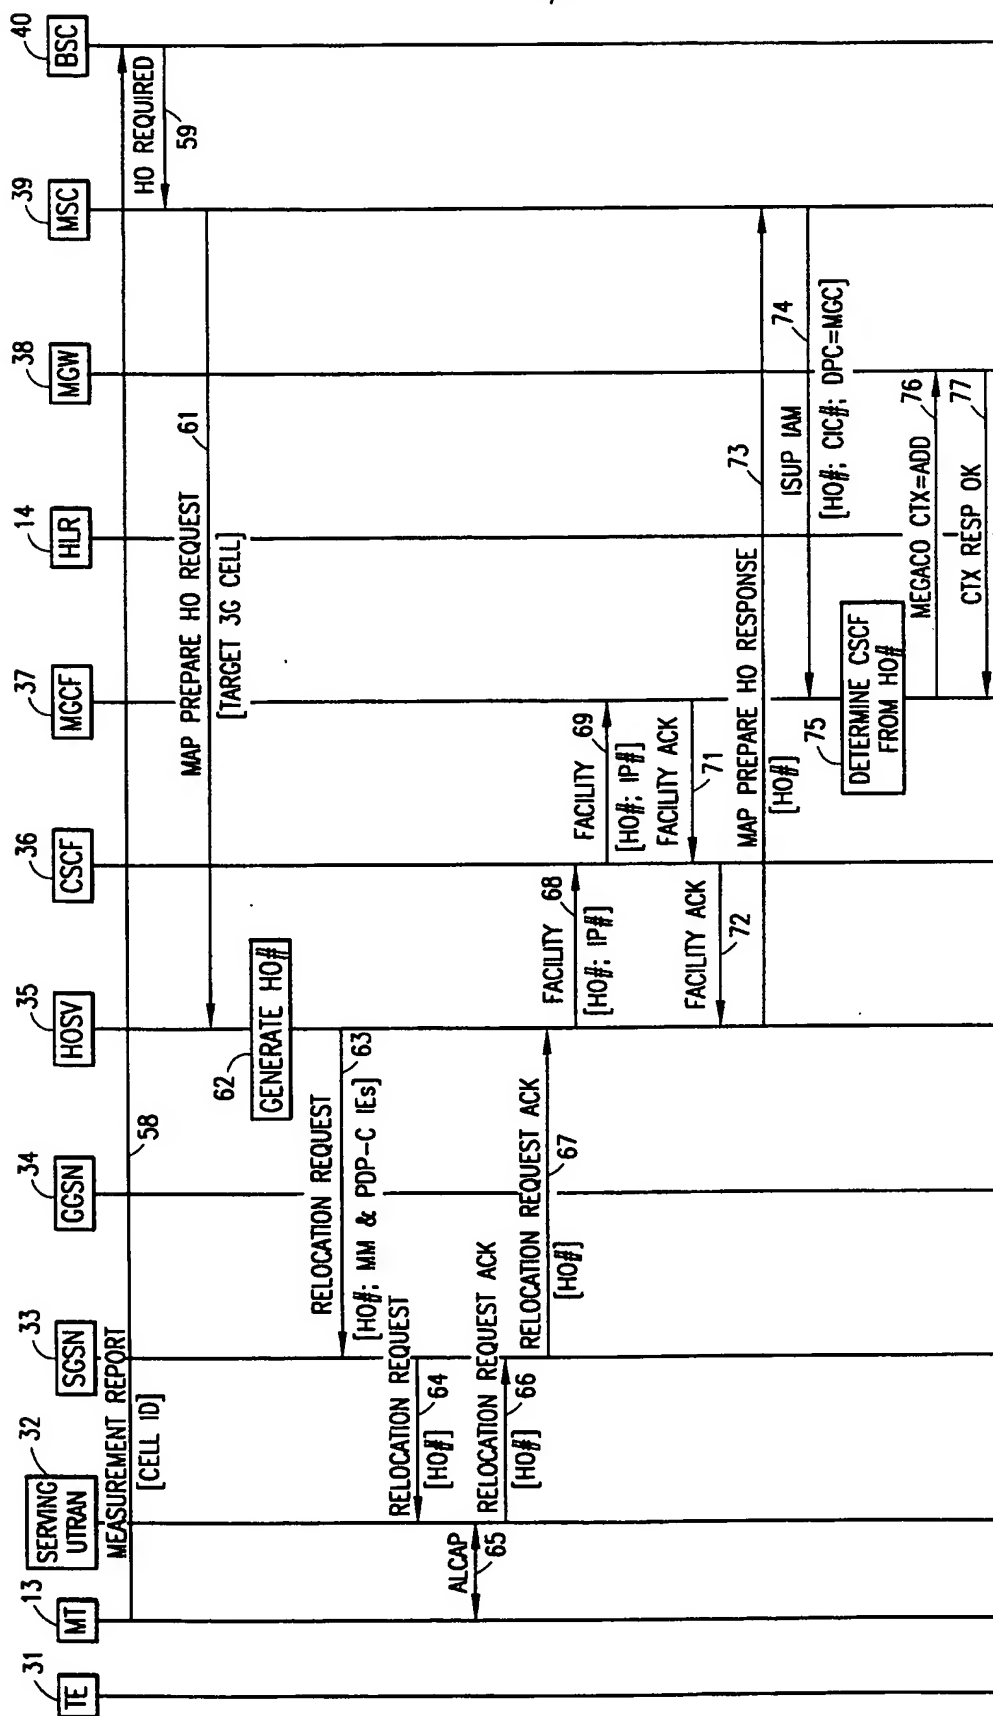 31
TE
13
MT
32
SERVING
UTRAN
33
SGSN
34
GGSN
35
HOSV
36
CSCF
37
MGCF
14
HLR
38
MGW
39
MSC
40
BSC
MEASUREMENT REPORT
[CELL ID]
58
HO REQUIRED
59
MAP PREPARE HO REQUEST
61
[TARGET 3G CELL]
62
GENERATE HO#
RELOCATION REQUEST
63
[HO#; MM & PDP-C IEs]
RELOCATION REQUEST
64
[HO#]
ALCAP
65
RELOCATION REQUEST ACK
66
[HO#]
RELOCATION REQUEST ACK
67
[HO#]
FACILITY
68
[HO#; IP#]
FACILITY
69
[HO#; IP#]
FACILITY ACK
71
FACILITY ACK
72
MAP PREPARE HO RESPONSE
73
[HO#]
74
ISUP IAM
[HO#; CIC#; DPC=MGC]
75
DETERMINE CSCF
FROM HO#
MEGACO CTX=ADD
76
CTX RESP OK
77